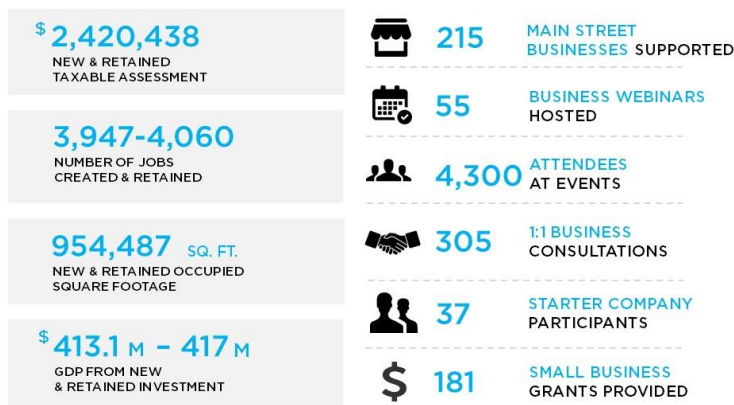 $ 2,420,438
NEW & RETAINED
TAXABLE ASSESSMENT
3,947-4,060
NUMBER OF JOBS
CREATED & RETAINED
954,487 SQ. FT.
NEW & RETAINED OCCUPIED
SQUARE FOOTAGE
$ 413.1 M – 417 M
GDP FROM NEW
& RETAINED INVESTMENT
215
MAIN STREET
BUSINESSES SUPPORTED
55
BUSINESS WEBINARS
HOSTED
4,300
ATTENDEES
AT EVENTS
305
1:1 BUSINESS
CONSULTATIONS
37
STARTER COMPANY
PARTICIPANTS
$
181
SMALL BUSINESS
GRANTS PROVIDED